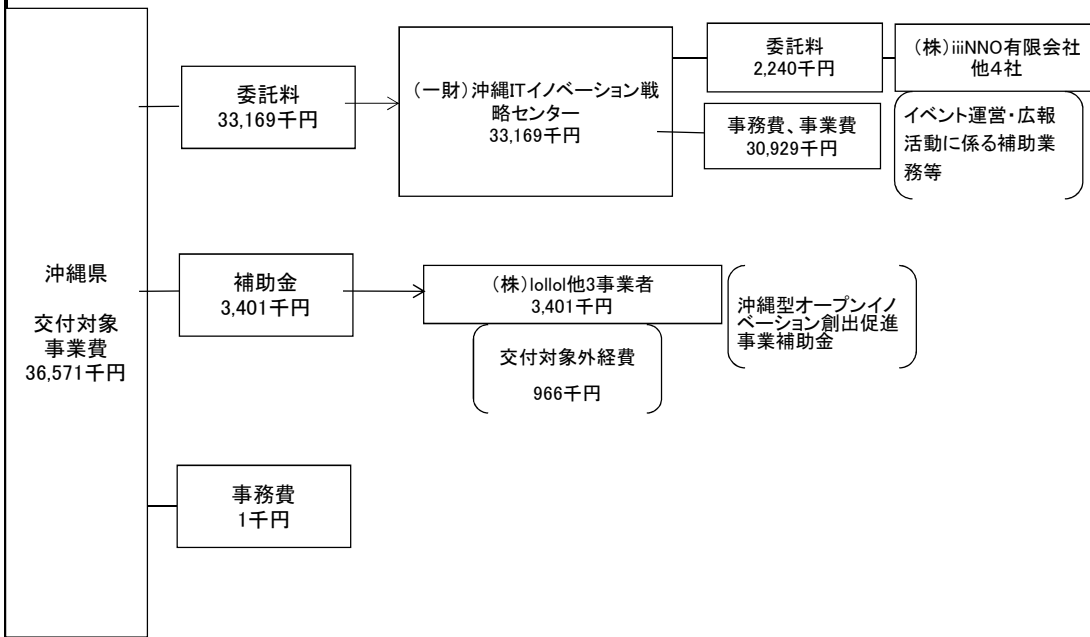 委託料
2,240千円
(株)iiiNNO有限会社
他4社
委託料
33,169千円
(一財)沖縄ITイノベーション戦
略センター
33,169千円
事務費、事業費
30,929千円
イベント運営・広報
活動に係る補助業
務等
沖縄県
交付対象
事業費
36,571千円
補助金
3,401千円
(株)lollol他3事業者
3,401千円
沖縄型オープンイノ
ベーション創出促進
事業補助金
交付対象外経費
966千円
事務費
1千円